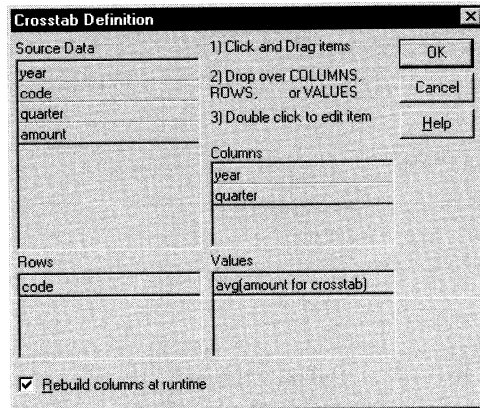 Crosstab Definition
Source Data
year
code
quarter
amount
1) Click and Drag items
2) Drop over COLUMNS,
ROWS, or VALUES
3) Double click to edit item
OK
Cancel
Help
Columns
year
quarter
Rows
code
Values
avg(amount for crosstab)
Rebuild columns at runtime